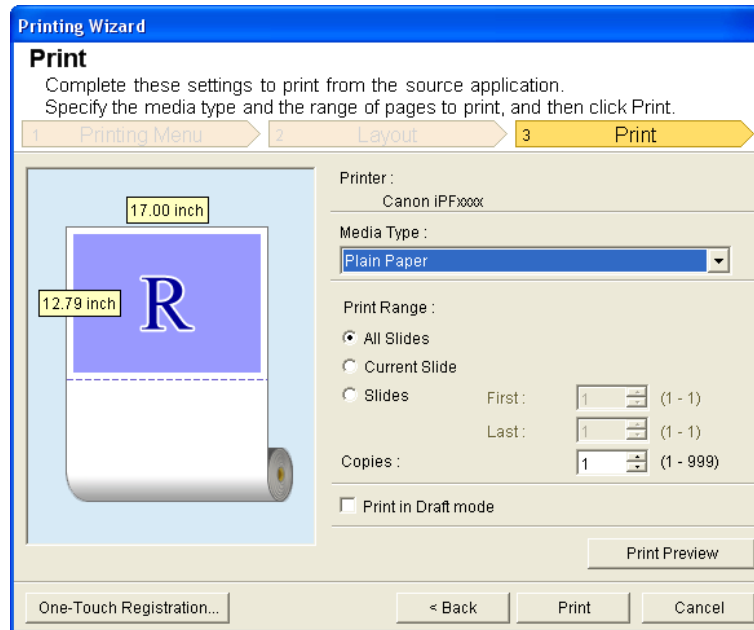 Printing Wizard
Print
Complete these settings to print from the source application.
Specify the media type and the range of pages to print, and then click Print.
1 Printing Menu 2 Layout 3 Print
17.00 inch
12.79 inch
R
Printer :
Canon iPFxxxx
Media Type :
Plain Paper
Print Range :
All Slides
Current Slide
Slides First : 1 (1 - 1)
Last : 1 (1 - 1)
Copies : 1 (1 - 999)
Print in Draft mode
Print Preview
One-Touch Registration... < Back Print Cancel